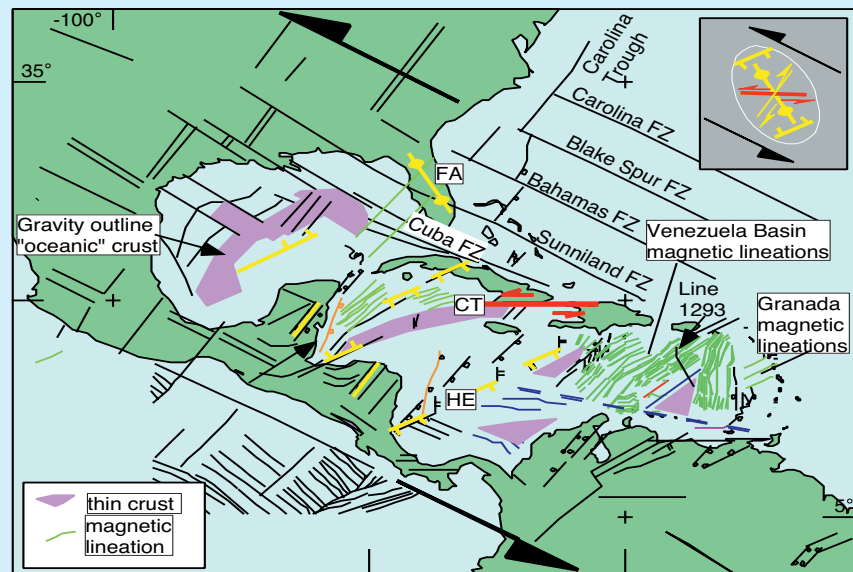 -100°
35°
Carolina
Trough
Carolina FZ
Blake Spur FZ
Bahamas FZ
Sunniland FZ
FA
Cuba FZ
Gravity outline
"oceanic" crust
Venezuela Basin
magnetic lineations
Line
1293
Granada
magnetic
lineations
CT
HE
thin crust
magnetic
lineation
5°